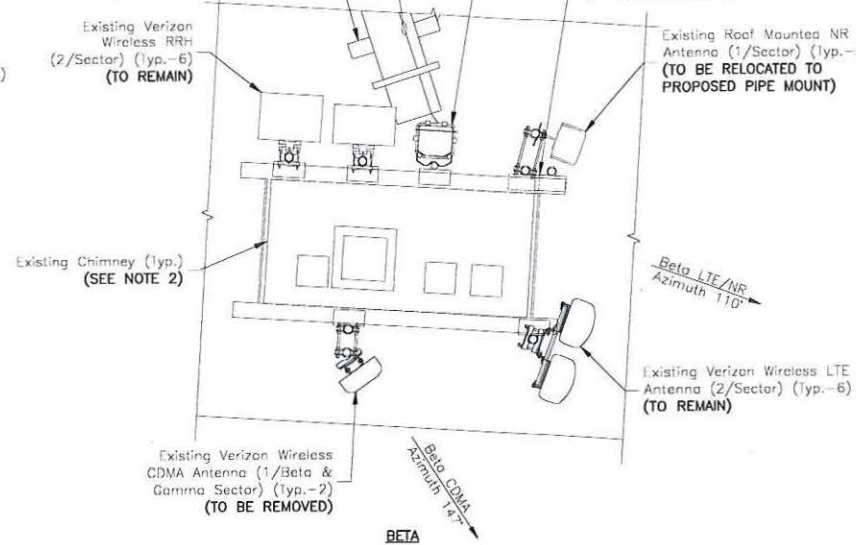 Existing Verizon
Wireless RRH
(2/Sector) (Typ.-6)
(TO REMAIN)
)
Existing Roof Mounted NR
Antenna (1/Sector) (Typ.-
(TO BE RELOCATED TO
PROPOSED PIPE MOUNT)
Existing Chimney (Typ.)
(SEE NOTE 2)
Beta LTE/NR
Azimuth 110°
Existing Verizon Wireless LTE
Antenna (2/Sector) (Typ.-6)
(TO REMAIN)
Existing Verizon Wireless
CDMA Antenna (1/Beta &
Gamma Sector) (Typ.-2)
(TO BE REMOVED)
Beta CDMA
Azimuth 147°
BETA